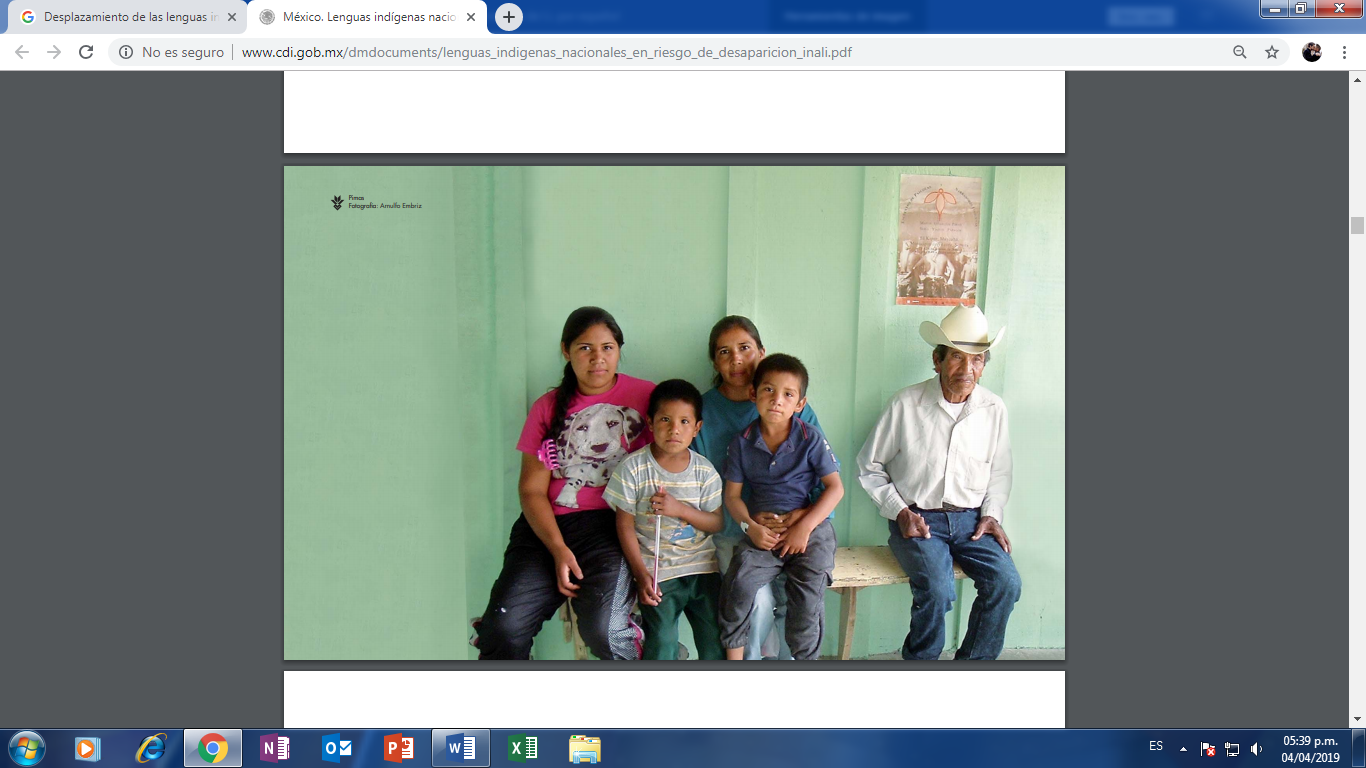 Desplazamiento de las lenguas in
México. Lenguas indígenas nacio
No es seguro
www.cdi.gob.mx/dmdocuments/lenguas_indigenas_nacionales_en_riesgo_de_desaparicion_inali.pdf
Pimas
Fotografía: Arnulfo Embriz
ES
05:39 p.m.
04/04/2019